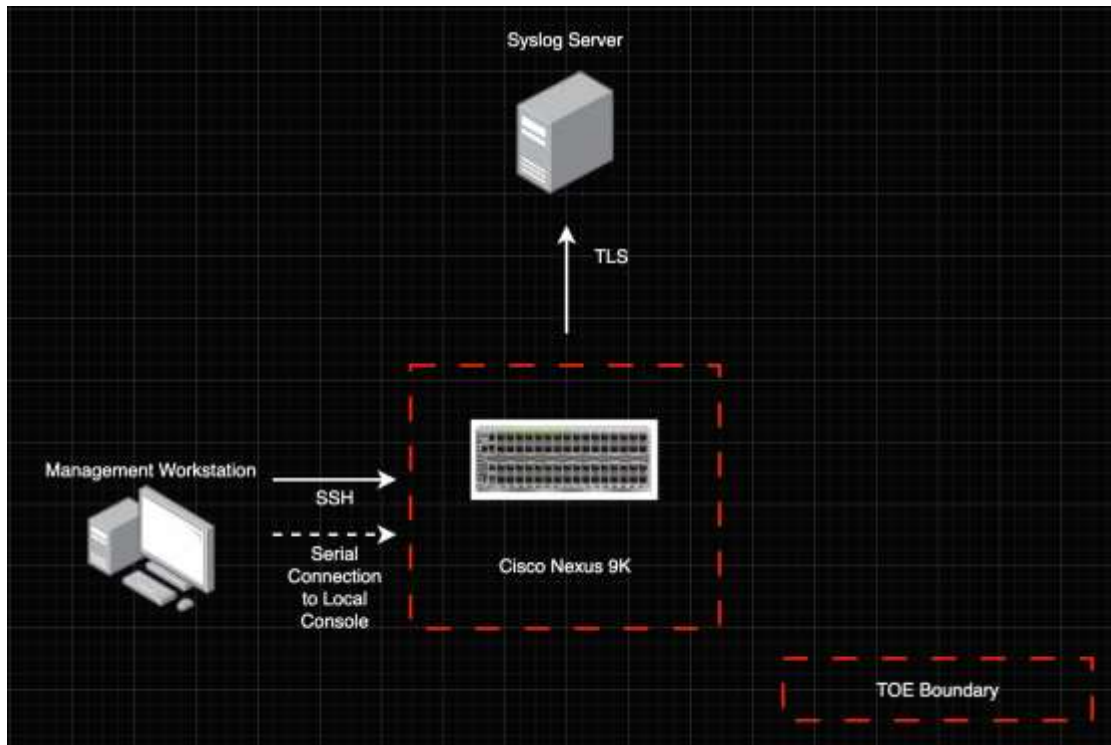 Syslog Server
TLS
Management Workstation
SSH
Serial
Connection
to Local
Console
Cisco Nexus 9K
TOE Boundary